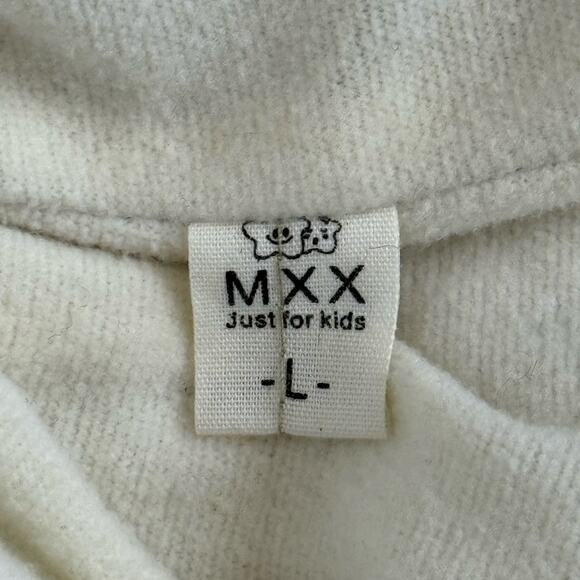 MXX
Just for kids
-L-